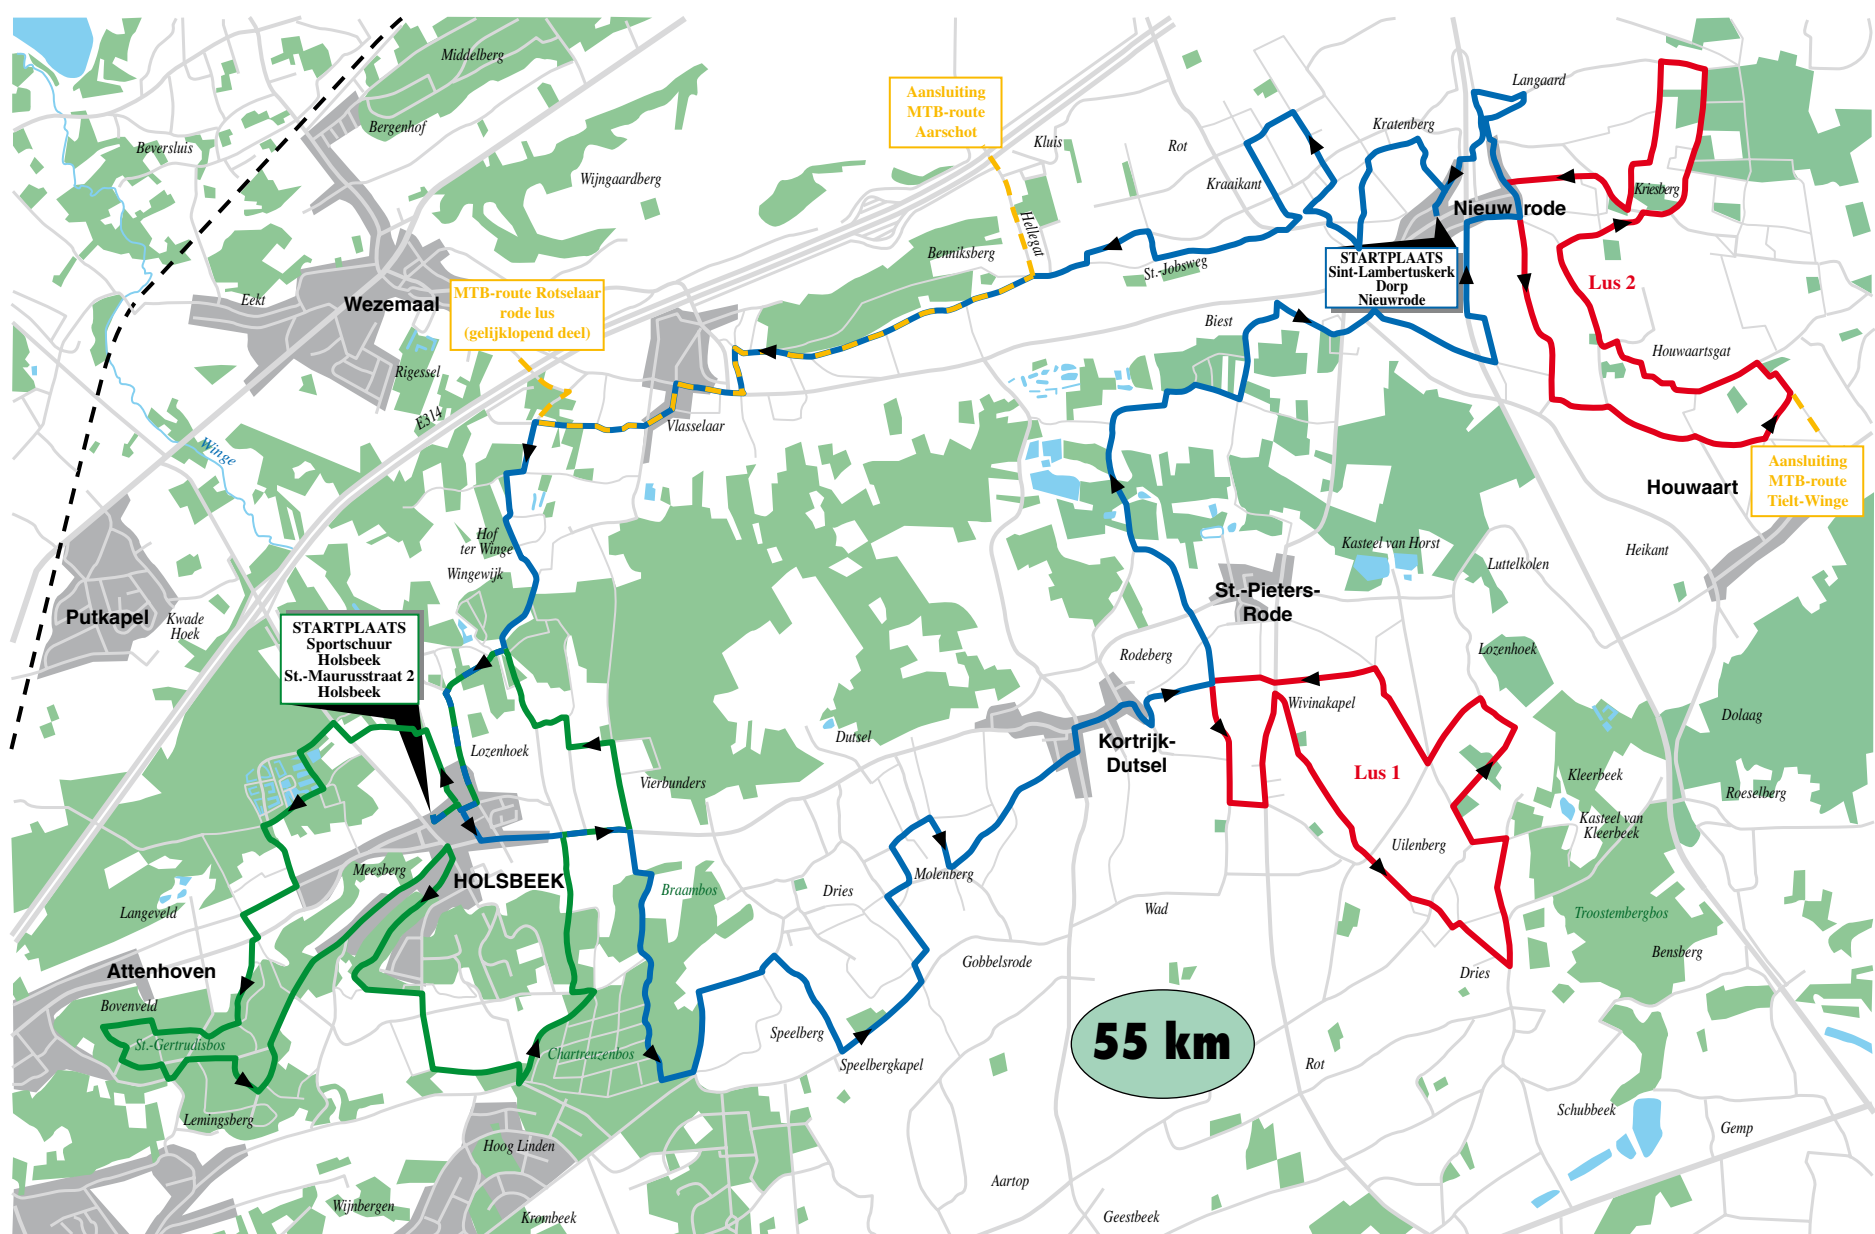 Middelberg
Langaard
Aansluiting
MTB-route
Aarschot
Bergenhof
Kratenberg
Beversluis
Kluis
Rot
Wijngaardberg
Kraaikant
Kriesberg
Nieuwrode
Hellegat
Benniksberg
St.-Jobsweg
STARTPLAATS
Sint-Lambertuskerk
Dorp
Nieuwrode
Lus 2
Eekt
Wezemaal
MTB-route Rotselaar
rode lus
(gelijklopend deel)
Biest
Houwaartsgat
Rigessel
E314
Vlasselaar
Winge
Aansluiting
MTB-route
Tielt-Winge
Houwaart
Hof
ter Winge
Kasteel van Horst
Heikant
Luttelkolen
Wingewijk
St.-Pieters-
Rode
Putkapel
Kwade
Hoek
STARTPLAATS
Sportschuur
Holsbeek
St.-Maurusstraat 2
Holsbeek
Rodeberg
Lozenhoek
Wivinakapel
Dolaag
Dutsel
Lozenhoek
Kortrijk-
Dutsel
Lus 1
Kleerbeek
Vierbunders
Roeselberg
Kasteel van
Kleerbeek
Uilenberg
Meesberg
HOLSBEEK
Molenberg
Braambos
Dries
Langeveld
Wad
Troostembergbos
Bensberg
Attenhoven
Gobbelsrode
Dries
Bovenveld
Speelberg
55 km
St.-Gertrudisbos
Chartreuzenbos
Speelbergkapel
Rot
Lemingsberg
Schubbeek
Gemp
Hoog Linden
Aartop
Wijnbergen
Krombeek
Geestbeek